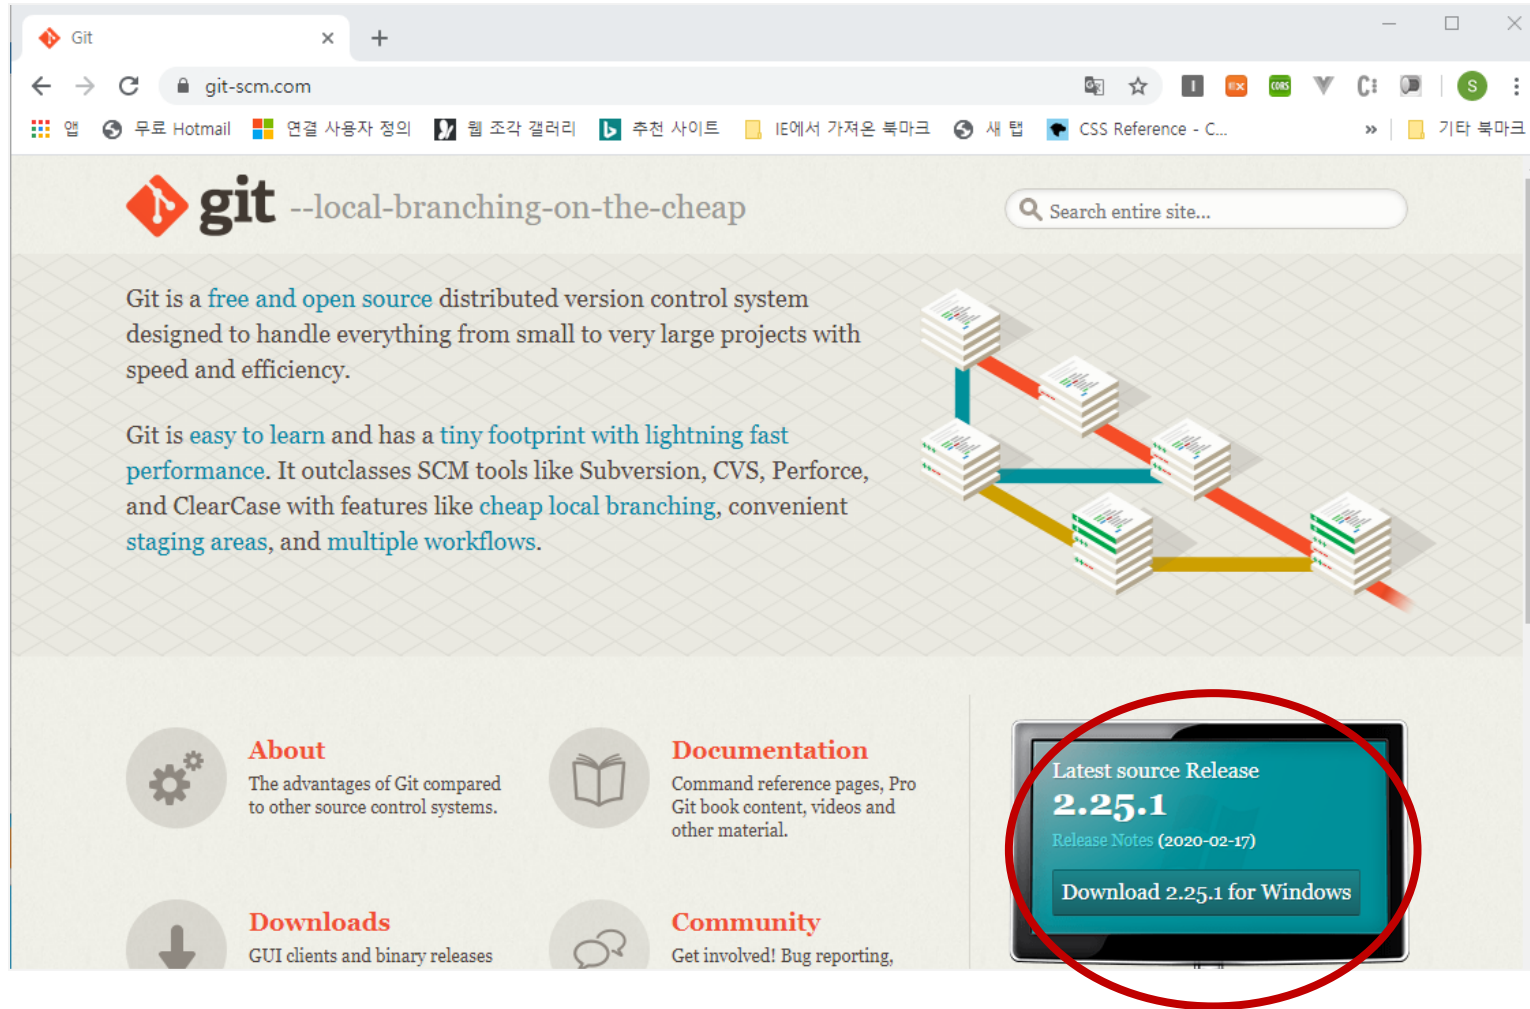 Git
git-scm.com
앱 무료 Hotmail 연결 사용자 정의 웹 조각 갤러리 추천 사이트 IE에서 가져온 북마크 새 탭 CSS Reference - C... » 기타 북마크
git --local-branching-on-the-cheap
Search entire site...
Git is a free and open source distributed version control system
designed to handle everything from small to very large projects with
speed and efficiency.
Git is easy to learn and has a tiny footprint with lightning fast
performance. It outclasses SCM tools like Subversion, CVS, Perforce,
and ClearCase with features like cheap local branching, convenient
staging areas, and multiple workflows.
About
The advantages of Git compared
to other source control systems.
Documentation
Command reference pages, Pro
Git book content, videos and
other material.
Downloads
GUI clients and binary releases
Community
Get involved! Bug reporting,
Latest source Release
2.25.1
Release Notes (2020-02-17)
Download 2.25.1 for Windows